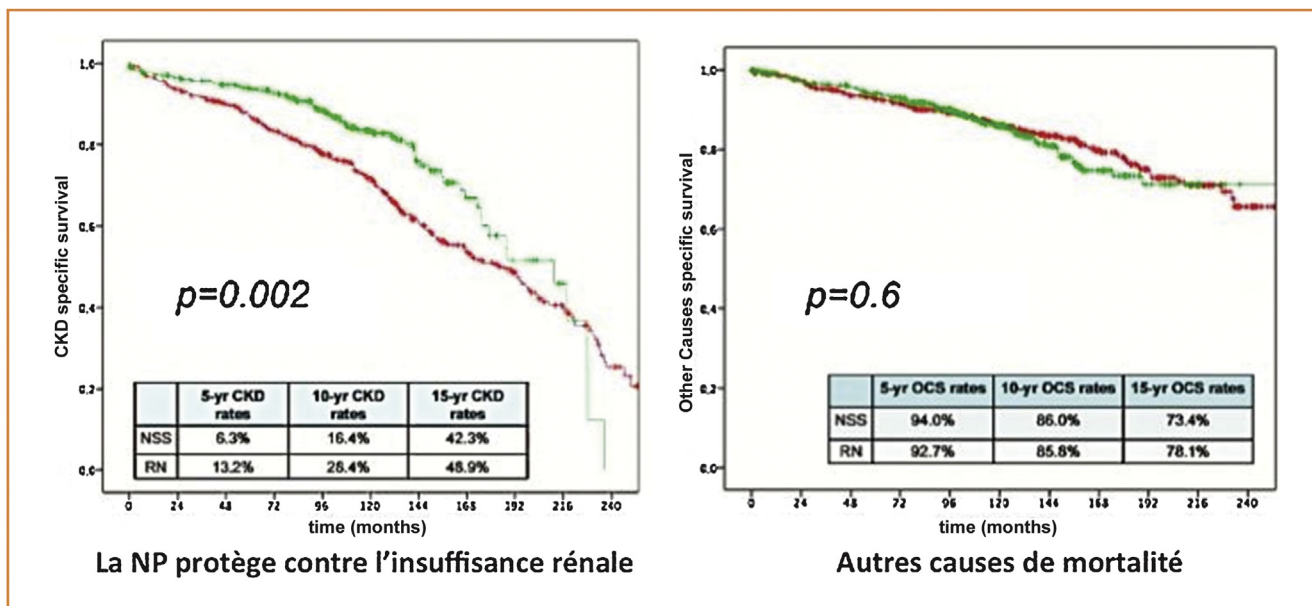 CKD specific survival
1.0
0.8
0.6
0.4
0.2
0.0
p=0.002
5-yr CKD rates 10-yr CKD rates 15-yr CKD rates
NSS 6.3% 16.4% 42.3%
RN 13.2% 28.4% 48.9%
0 24 48 72 96 120 144 168 192 216 240
time (months)
La NP protège contre l’insuffisance rénale
Other Causes specific survival
1.0
0.8
0.6
0.4
0.2
0.0
p=0.6
5-yr OCS rates 10-yr OCS rates 15-yr OCS rates
NSS 94.0% 86.0% 73.4%
RN 92.7% 85.8% 78.1%
0 24 48 72 96 120 144 168 192 216 240
time (months)
Autres causes de mortalité